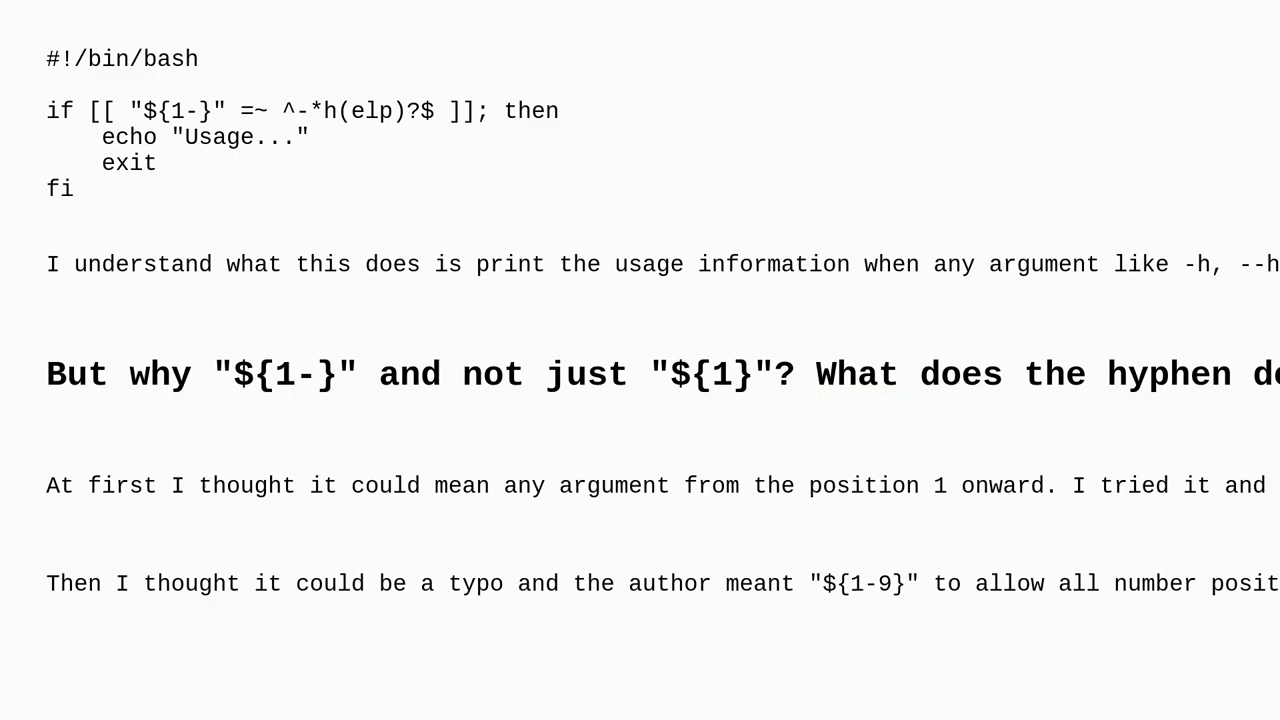 #!/bin/bash
if [[ "${1-}" =~ ^-*h(elp)?$ ]]; then
    echo "Usage..."
    exit
fi
I understand what this does is print the usage information when any argument like -h, --h
But why "${1-}" and not just "${1}"? What does the hyphen
At first I thought it could mean any argument from the position 1 onward. I tried it and
Then I thought it could be a typo and the author meant "${1-9}" to allow all number posit